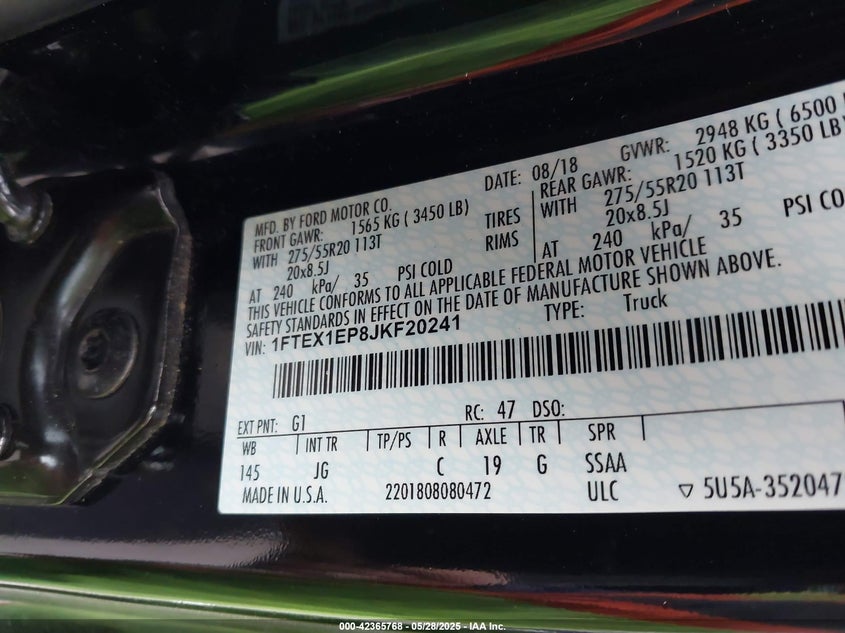 MFD. BY FORD MOTOR CO.
DATE: 08/18 GVWR: 2948 KG ( 6500
FRONT GAWR: 1565 KG ( 3450 LB)
REAR GAWR: 1520 KG ( 3350 LB)
WITH 275/55R20 113T TIRES WITH 275/55R20 113T
20x8.5J RIMS 20x8.5J
AT 240 kPa/ 35 PSI COLD AT 240 kPa/ 35 PSI CO
THIS VEHICLE CONFORMS TO ALL APPLICABLE FEDERAL MOTOR VEHICLE
SAFETY STANDARDS IN EFFECT ON THE DATE OF MANUFACTURE SHOWN ABOVE.
VIN: 1FTEX1EP8JKF20241 TYPE: Truck
EXT PNT: G1 RC: 47 DSO:
WB INT TR TP/PS R AXLE TR SPR
145 JG C 19 G SSAA
MADE IN U.S.A. 2201808080472 ULC ▽ 5U5A-352047
000-42365768 - 05/28/2025 - IAA Inc.